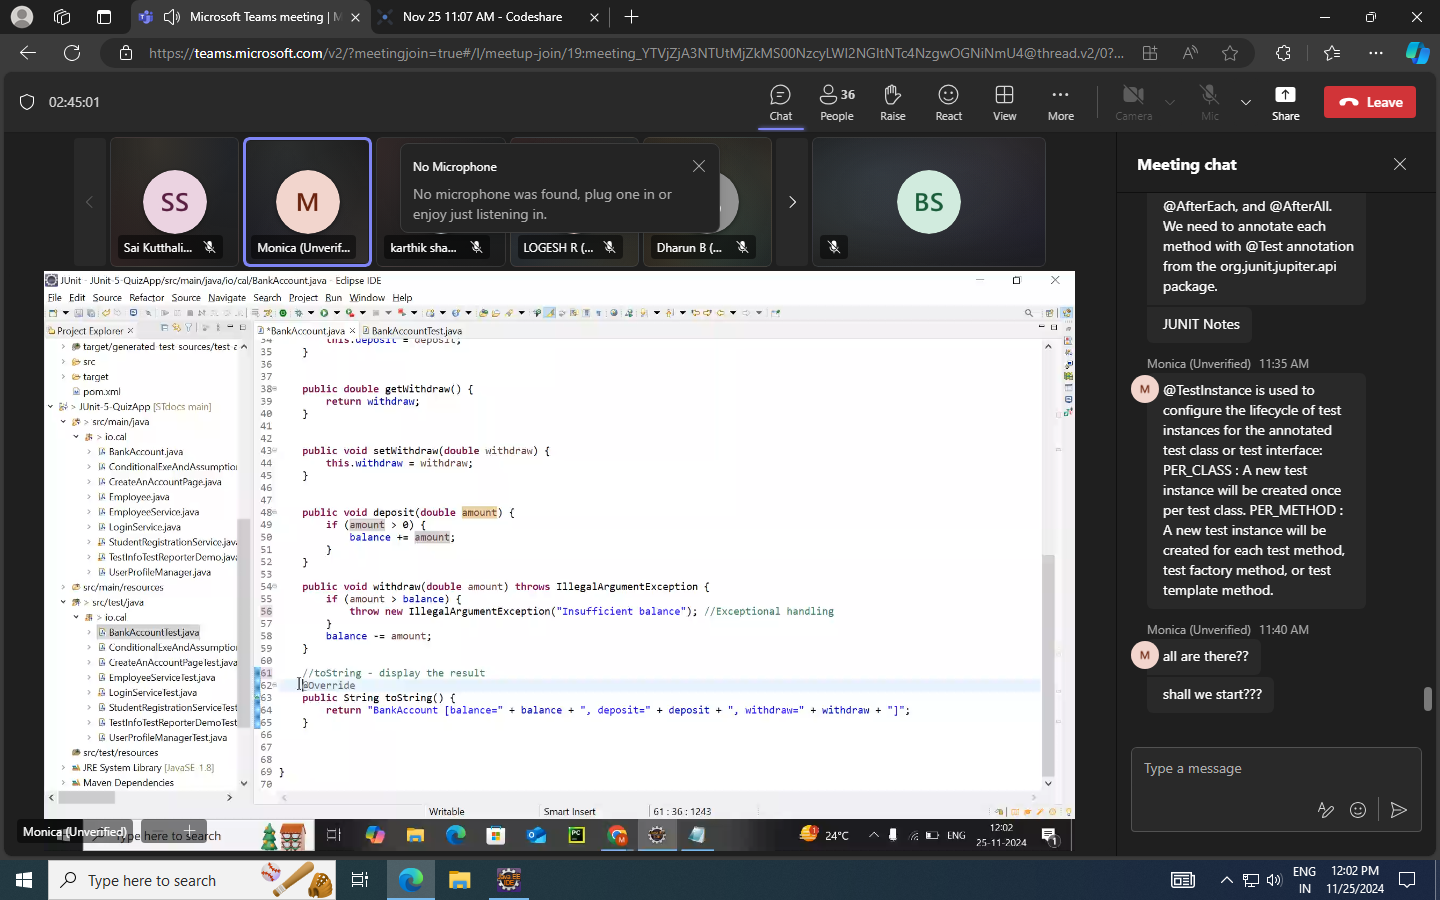 Microsoft Teams meeting | M
Nov 25 11:07 AM - Codeshare
https://teams.microsoft.com/v2/?meetingjoin=true#/l/meetup-join/19:meeting_YTVjZjA3NTUtMjZkMS00NzcyLWI2NGItNTc4NzgwOGNiNmU4@thread.v2/0?...
02:45:01
Chat
36
People
Raise
React
View
More
Camera
Mic
Share
Leave
SS
Sai Kutthali...
M
Monica (Unverif...
karthik sha...
LOGESH R (...
Dharun B (...
BS
No Microphone
No microphone was found, plug one in or
enjoy just listening in.
JUnit - JUnit-5-QuizApp/src/main/java/io/cal/BankAccount.java - Eclipse IDE
File Edit Source Refactor Source Navigate Search Project Run Window Help
Project Explorer
*BankAccount.java
BankAccountTest.java
target/generated-test-sources/test-a
src
target
pom.xml
> JUnit-5-QuizApp [STdocs main]
> src/main/java
> io.cal
BankAccount.java
ConditionalExeAndAssumption
CreateAnAccountPage.java
Employee.java
EmployeeService.java
LoginService.java
StudentRegistrationService.java
TestInfoTestReporterDemo.java
UserProfileManager.java
src/main/resources
> src/test/java
> io.cal
BankAccountTest.java
ConditionalExeAndAssumption
CreateAnAccountPageTest.java
EmployeeServiceTest.java
LoginServiceTest.java
StudentRegistrationServiceTest
TestInfoTestReporterDemoTest
UserProfileManagerTest.java
src/test/resources
JRE System Library [JavaSE-1.8]
Maven Dependencies
34 this.deposit = deposit;
35 }
36
37
38 public double getWithdraw() {
39 return withdraw;
40 }
41
42
43 public void setWithdraw(double withdraw) {
44 this.withdraw = withdraw;
45 }
46
47
48 public void deposit(double amount) {
49 if (amount > 0) {
50 balance += amount;
51 }
52 }
53
54 public void withdraw(double amount) throws IllegalArgumentException {
55 if (amount > balance) {
56 throw new IllegalArgumentException("Insufficient balance"); //Exceptional handling
57 }
58 balance -= amount;
59 }
60
61 //toString - display the result
62 @Override
63 public String toString() {
64 return "BankAccount [balance=" + balance + ", deposit=" + deposit + ", withdraw=" + withdraw + "]";
65 }
66
67
68
69 }
70
Writable
Smart Insert
61 : 36 : 1243
Monica (Unverified)
Type here to search
24°C
ENG
12:02
25-11-2024
1
Meeting chat
@AfterEach, and @AfterAll.
We need to annotate each
method with @Test annotation
from the org.junit.jupiter.api
package.
JUNIT Notes
Monica (Unverified) 11:35 AM
M
@TestInstance is used to
configure the lifecycle of test
instances for the annotated
test class or test interface:
PER_CLASS : A new test
instance will be created once
per test class. PER_METHOD :
A new test instance will be
created for each test method,
test factory method, or test
template method.
Monica (Unverified) 11:40 AM
M
all are there??
shall we start???
Type a message
Type here to search
ENG
IN
12:02 PM
11/25/2024